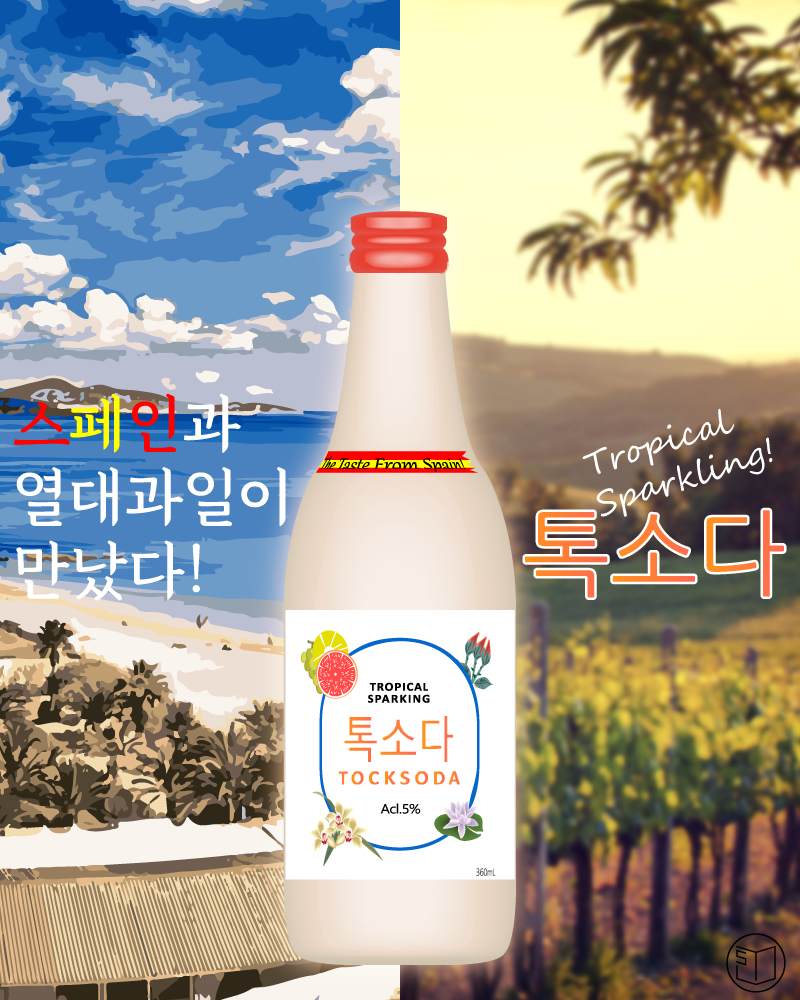 스페인과
열대과일이
만났다!
The Taste From Spain!
Tropical
Sparkling!
톡소다
TROPICAL
SPARKING
톡소다
TOCKSODA
Acl.5%
360mL